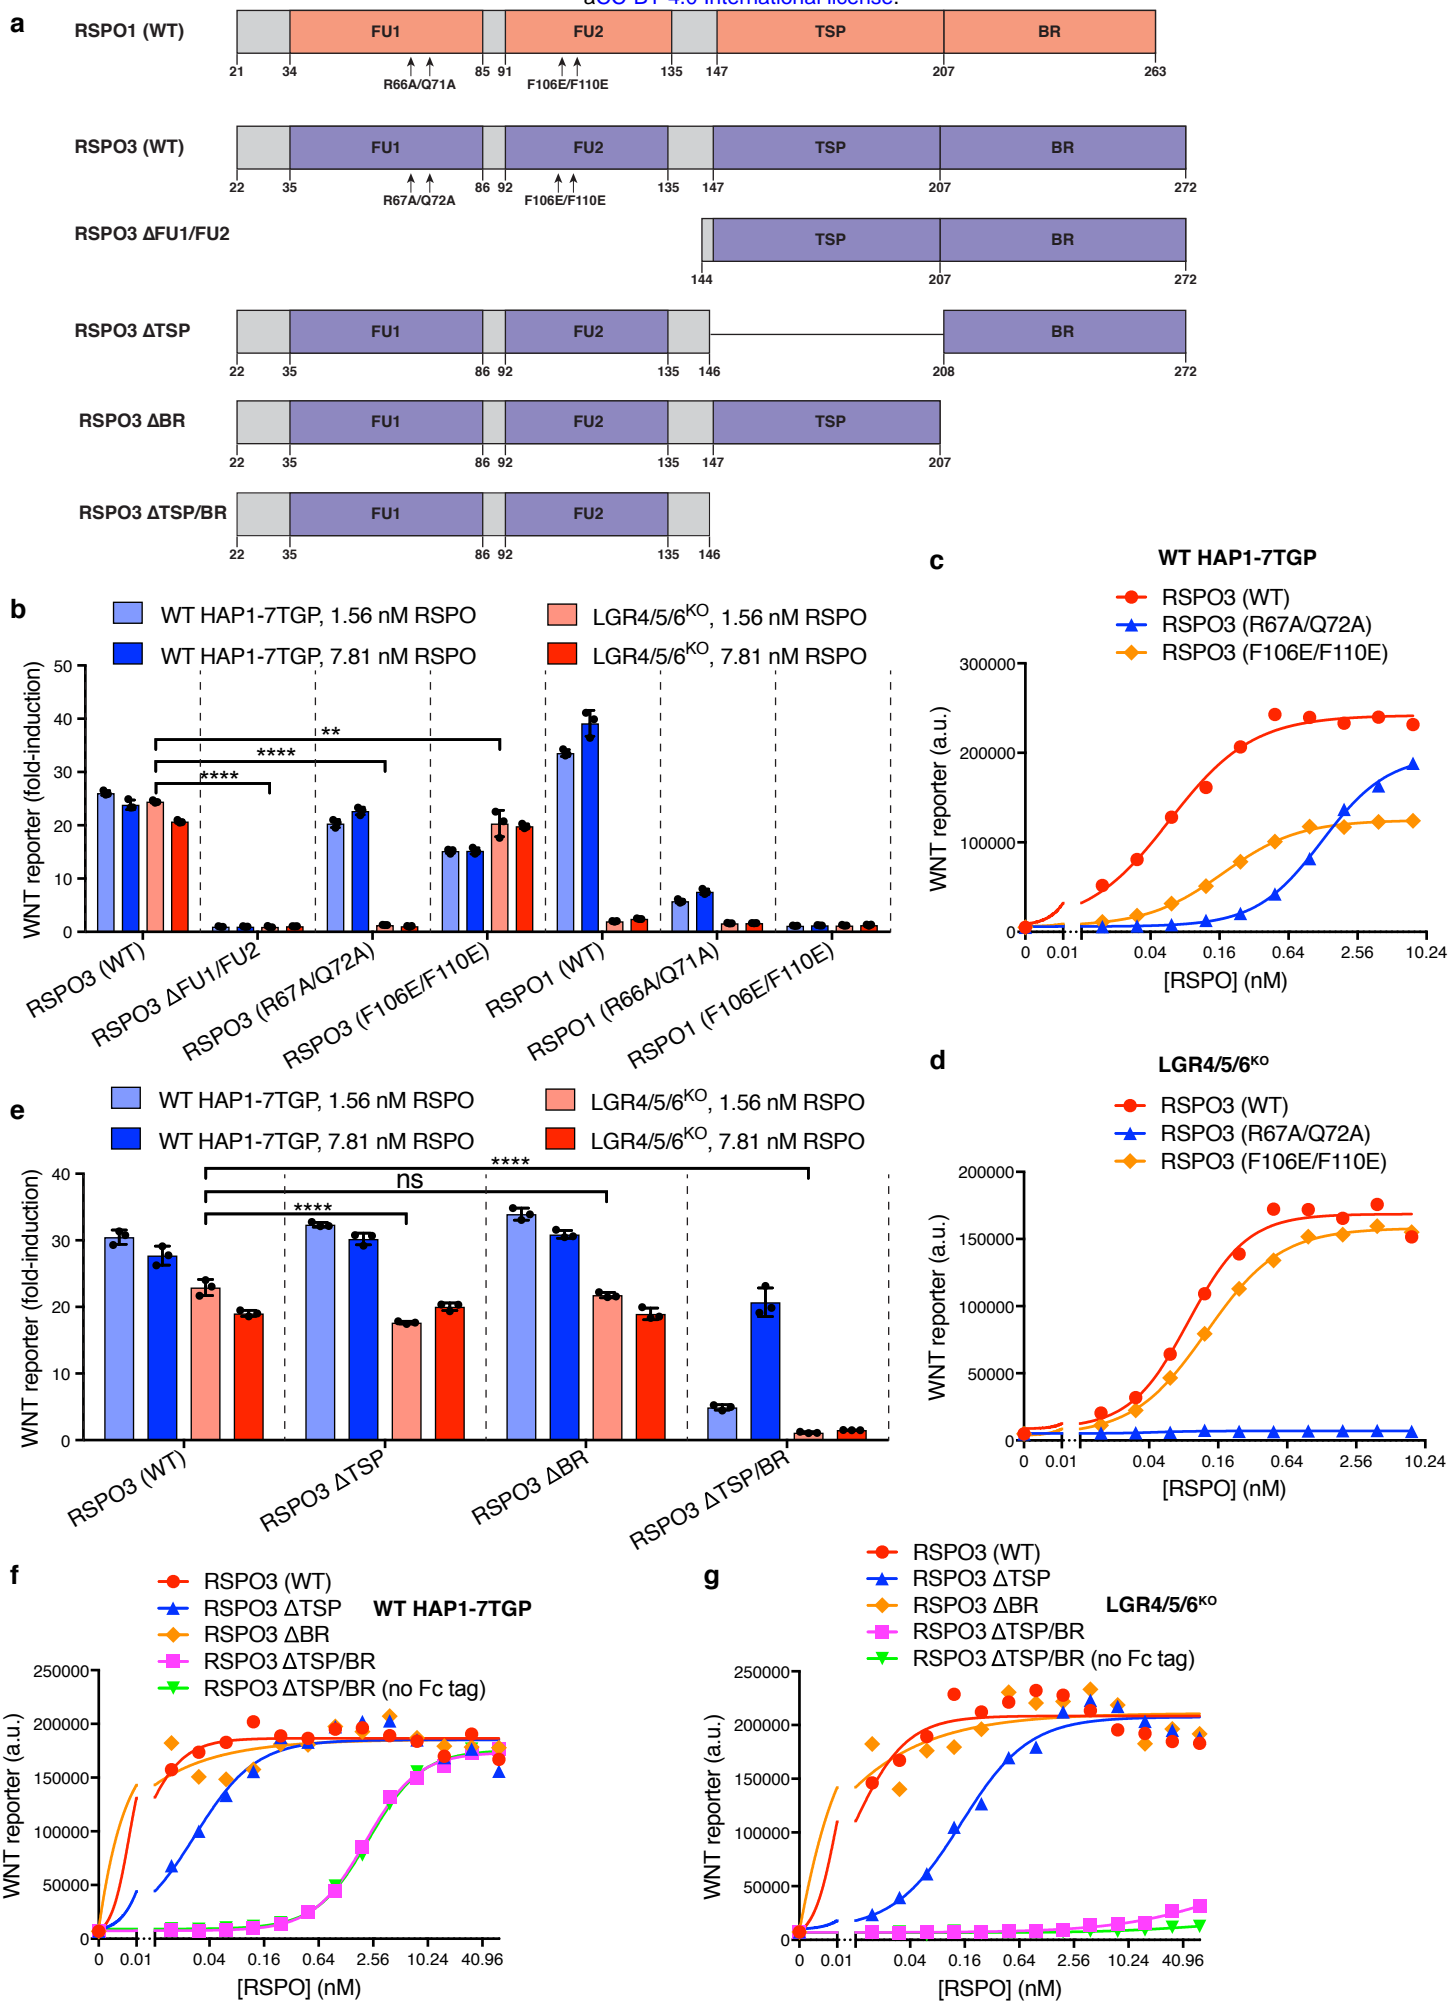 aCC-BY 4.0 International license.
a
RSPO1 (WT)
FU1 FU2 TSP BR
21 34 85 91 135 147 207 263
R66A/Q71A F106E/F110E
RSPO3 (WT)
FU1 FU2 TSP BR
22 35 86 92 135 147 207 272
R67A/Q72A F106E/F110E
RSPO3 ΔFU1/FU2
TSP BR
144 207 272
RSPO3 ΔTSP
FU1 FU2 BR
22 35 86 92 135 146 208 272
RSPO3 ΔBR
FU1 FU2 TSP
22 35 86 92 135 147 207
RSPO3 ΔTSP/BR
FU1 FU2
22 35 86 92 135 146
b
WT HAP1-7TGP, 1.56 nM RSPO
WT HAP1-7TGP, 7.81 nM RSPO
LGR4/5/6KO, 1.56 nM RSPO
LGR4/5/6KO, 7.81 nM RSPO
WNT reporter (fold-induction)
50
40
30
20
10
0
**
****
****
RSPO3 (WT)
RSPO3 ΔFU1/FU2
RSPO3 (R67A/Q72A)
RSPO3 (F106E/F110E)
RSPO1 (WT)
RSPO1 (R66A/Q71A)
RSPO1 (F106E/F110E)
c
WT HAP1-7TGP
RSPO3 (WT)
RSPO3 (R67A/Q72A)
RSPO3 (F106E/F110E)
WNT reporter (a.u.)
300000
200000
100000
0
0 0.01 0.04 0.16 0.64 2.56 10.24
[RSPO] (nM)
d
LGR4/5/6KO
RSPO3 (WT)
RSPO3 (R67A/Q72A)
RSPO3 (F106E/F110E)
WNT reporter (a.u.)
200000
150000
100000
50000
0
0 0.01 0.04 0.16 0.64 2.56 10.24
[RSPO] (nM)
e
WT HAP1-7TGP, 1.56 nM RSPO
WT HAP1-7TGP, 7.81 nM RSPO
LGR4/5/6KO, 1.56 nM RSPO
LGR4/5/6KO, 7.81 nM RSPO
WNT reporter (fold-induction)
40
30
20
10
0
****
ns
****
RSPO3 (WT)
RSPO3 ΔTSP
RSPO3 ΔBR
RSPO3 ΔTSP/BR
f
RSPO3 (WT)
RSPO3 ΔTSP
RSPO3 ΔBR
RSPO3 ΔTSP/BR
RSPO3 ΔTSP/BR (no Fc tag)
WT HAP1-7TGP
WNT reporter (a.u.)
250000
200000
150000
100000
50000
0
0 0.01 0.04 0.16 0.64 2.56 10.24 40.96
[RSPO] (nM)
g
RSPO3 (WT)
RSPO3 ΔTSP
RSPO3 ΔBR
RSPO3 ΔTSP/BR
RSPO3 ΔTSP/BR (no Fc tag)
LGR4/5/6KO
WNT reporter (a.u.)
250000
200000
150000
100000
50000
0
0 0.01 0.04 0.16 0.64 2.56 10.24 40.96
[RSPO] (nM)